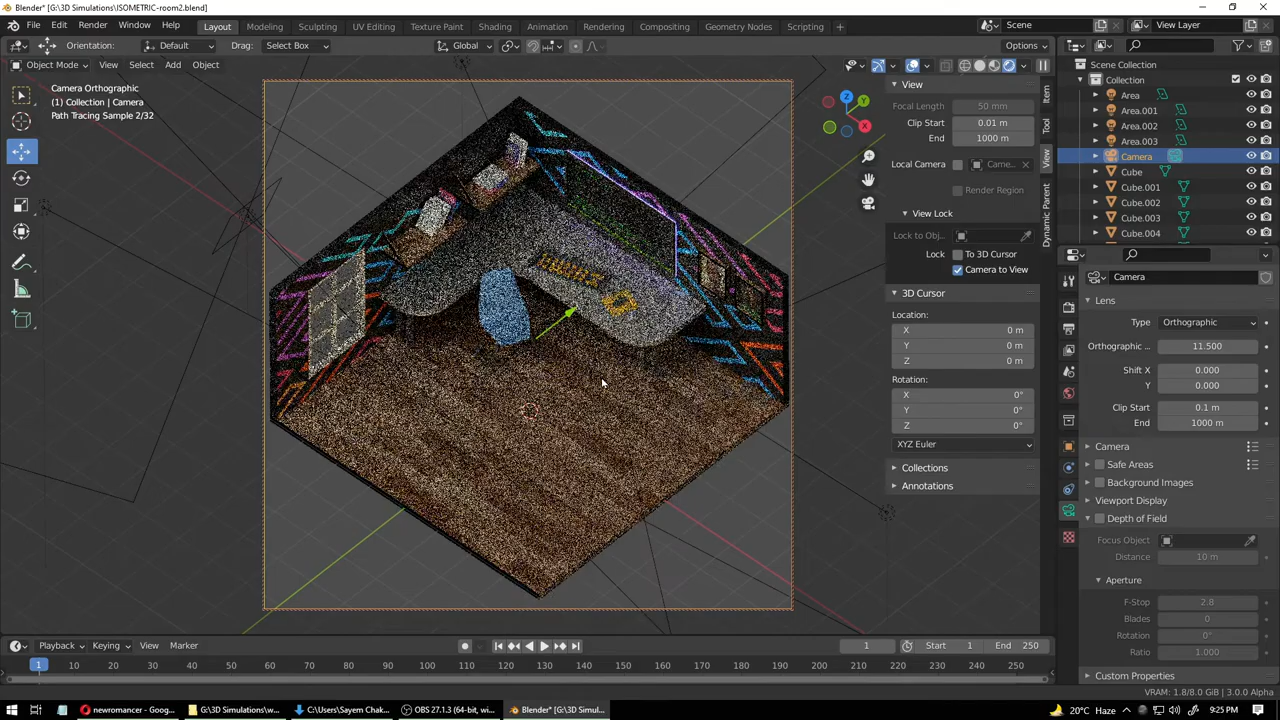 Blender* [G:\3D Simulations\ISOMETRIC-room2.blend]
File Edit Render Window Help Layout Modeling Sculpting UV Editing Texture Paint Shading Animation Rendering Compositing Geometry Nodes Scripting Scene View Layer
Orientation: Default Drag: Select Box Global Options
Object Mode View Select Add Object
Camera Orthographic
(1) Collection | Camera
Path Tracing Sample 2/32
Z
Y
X
View
Focal Length 50 mm
Clip Start 0.01 m
End 1000 m
Local Camera Came...
Render Region
View Lock
Lock to Obj...
Lock To 3D Cursor
Camera to View
3D Cursor
Location:
X 0 m
Y 0 m
Z 0 m
Rotation:
X 0°
Y 0°
Z 0°
XYZ Euler
Collections
Annotations
Item
Tool
View
Dynamic Parent
Scene Collection
Collection
Area
Area.001
Area.002
Area.003
Camera
Cube
Cube.001
Cube.002
Cube.003
Cube.004
Camera
Lens
Type Orthographic
Orthographic ... 11.500
Shift X 0.000
Y 0.000
Clip Start 0.1 m
End 1000 m
Camera
Safe Areas
Background Images
Viewport Display
Depth of Field
Focus Object
Distance 10 m
Aperture
F-Stop 2.8
Blades 0
Rotation 0°
Ratio 1.000
Custom Properties
Playback Keying View Marker 1 Start 1 End 250
1 10 20 30 40 50 60 70 80 90 100 110 120 130 140 150 160 170 180 190 200 210 220 230 240 250
VRAM: 1.8/8.0 GiB | 3.0.0 Alpha
newromancer - Goog... G:\3D Simulations\w... C:\Users\Sayem Chak... OBS 27.1.3 (64-bit, wi... Blender* [G:\3D Simul... 20°C Haze 9:25 PM